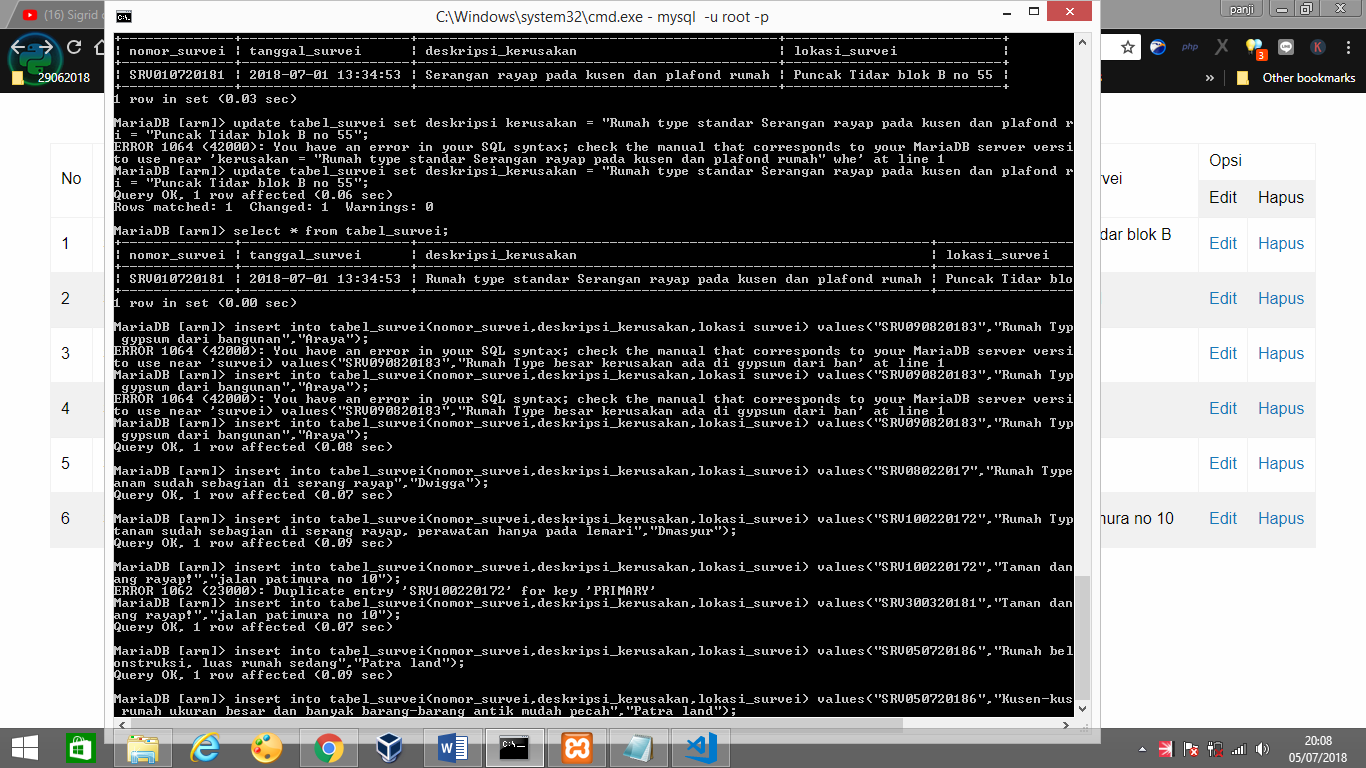 (16) Sigrid
C:\Windows\system32\cmd.exe - mysql -u root -p
panji
29062018
php
3
K
» Other bookmarks
| nomor_survei | tanggal_survei | deskripsi_kerusakan | lokasi_survei |
| SRV010720181 | 2018-07-01 13:34:53 | Serangan rayap pada kusen dan plafond rumah | Puncak Tidar blok B no 55 |
1 row in set (0.03 sec)
MariaDB [arm]> update tabel_survei set deskripsi kerusakan = "Rumah type standar Serangan rayap pada kusen dan plafond r
i = "Puncak Tidar blok B no 55";
ERROR 1064 (42000): You have an error in your SQL syntax; check the manual that corresponds to your MariaDB server versi
to use near 'kerusakan = "Rumah type standar Serangan rayap pada kusen dan plafond rumah" whe' at line 1
MariaDB [arm]> update tabel_survei set deskripsi_kerusakan = "Rumah type standar Serangan rayap pada kusen dan plafond r
i = "Puncak Tidar blok B no 55";
Query OK, 1 row affected (0.06 sec)
Rows matched: 1  Changed: 1  Warnings: 0
MariaDB [arm]> select * from tabel_survei;
| nomor_survei | tanggal_survei | deskripsi_kerusakan | lokasi_survei
| SRV010720181 | 2018-07-01 13:34:53 | Rumah type standar Serangan rayap pada kusen dan plafond rumah | Puncak Tidar blo
1 row in set (0.00 sec)
MariaDB [arm]> insert into tabel_survei(nomor_survei,deskripsi_kerusakan,lokasi survei) values("SRV090820183","Rumah Typ
gypsum dari bangunan","Araya");
ERROR 1064 (42000): You have an error in your SQL syntax; check the manual that corresponds to your MariaDB server versi
to use near 'survei) values("SRV090820183","Rumah Type besar kerusakan ada di gypsum dari ban' at line 1
MariaDB [arm]> insert into tabel_survei(nomor_survei,deskripsi_kerusakan,lokasi survei) values("SRV090820183","Rumah Typ
gypsum dari bangunan","Araya");
ERROR 1064 (42000): You have an error in your SQL syntax; check the manual that corresponds to your MariaDB server versi
to use near 'survei) values("SRV090820183","Rumah Type besar kerusakan ada di gypsum dari ban' at line 1
MariaDB [arm]> insert into tabel_survei(nomor_survei,deskripsi_kerusakan,lokasi_survei) values("SRV090820183","Rumah Typ
gypsum dari bangunan","Araya");
Query OK, 1 row affected (0.08 sec)
MariaDB [arm]> insert into tabel_survei(nomor_survei,deskripsi_kerusakan,lokasi_survei) values("SRV08022017","Rumah Type
anam sudah sebagian di serang rayap","Dwigga");
Query OK, 1 row affected (0.07 sec)
MariaDB [arm]> insert into tabel_survei(nomor_survei,deskripsi_kerusakan,lokasi_survei) values("SRV100220172","Rumah Typ
tanam sudah sebagian di serang rayap, perawatan hanya pada lemari","Dmasyur");
Query OK, 1 row affected (0.09 sec)
MariaDB [arm]> insert into tabel_survei(nomor_survei,deskripsi_kerusakan,lokasi_survei) values("SRV100220172","Taman dan
ang rayap!","jalan patimura no 10");
ERROR 1062 (23000): Duplicate entry 'SRV100220172' for key 'PRIMARY'
MariaDB [arm]> insert into tabel_survei(nomor_survei,deskripsi_kerusakan,lokasi_survei) values("SRV300320181","Taman dan
ang rayap!","jalan patimura no 10");
Query OK, 1 row affected (0.07 sec)
MariaDB [arm]> insert into tabel_survei(nomor_survei,deskripsi_kerusakan,lokasi_survei) values("SRV050720186","Rumah bel
onstruksi, luas rumah sedang","Patra land");
Query OK, 1 row affected (0.09 sec)
MariaDB [arm]> insert into tabel_survei(nomor_survei,deskripsi_kerusakan,lokasi_survei) values("SRV050720186","Kusen-kus
rumah ukuran besar dan banyak barang-barang antik mudah pecah","Patra land");
No
rvei
Opsi
Edit Hapus
1
dar blok B
Edit Hapus
2
Edit Hapus
3
Edit Hapus
4
Edit Hapus
5
Edit Hapus
6
nura no 10
Edit Hapus
20:08
05/07/2018